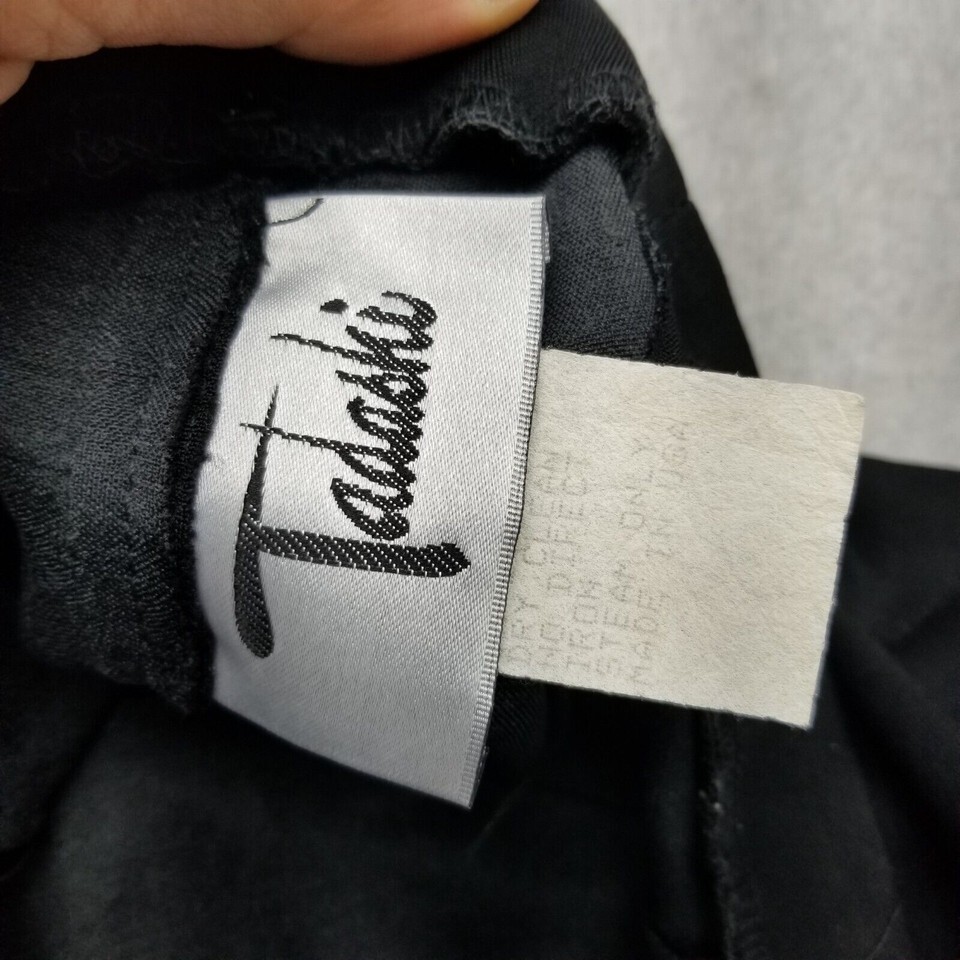 Tadashi
DRY CLEAN
NO DIRECT
IRON
STEAM ONLY
MADE IN USA